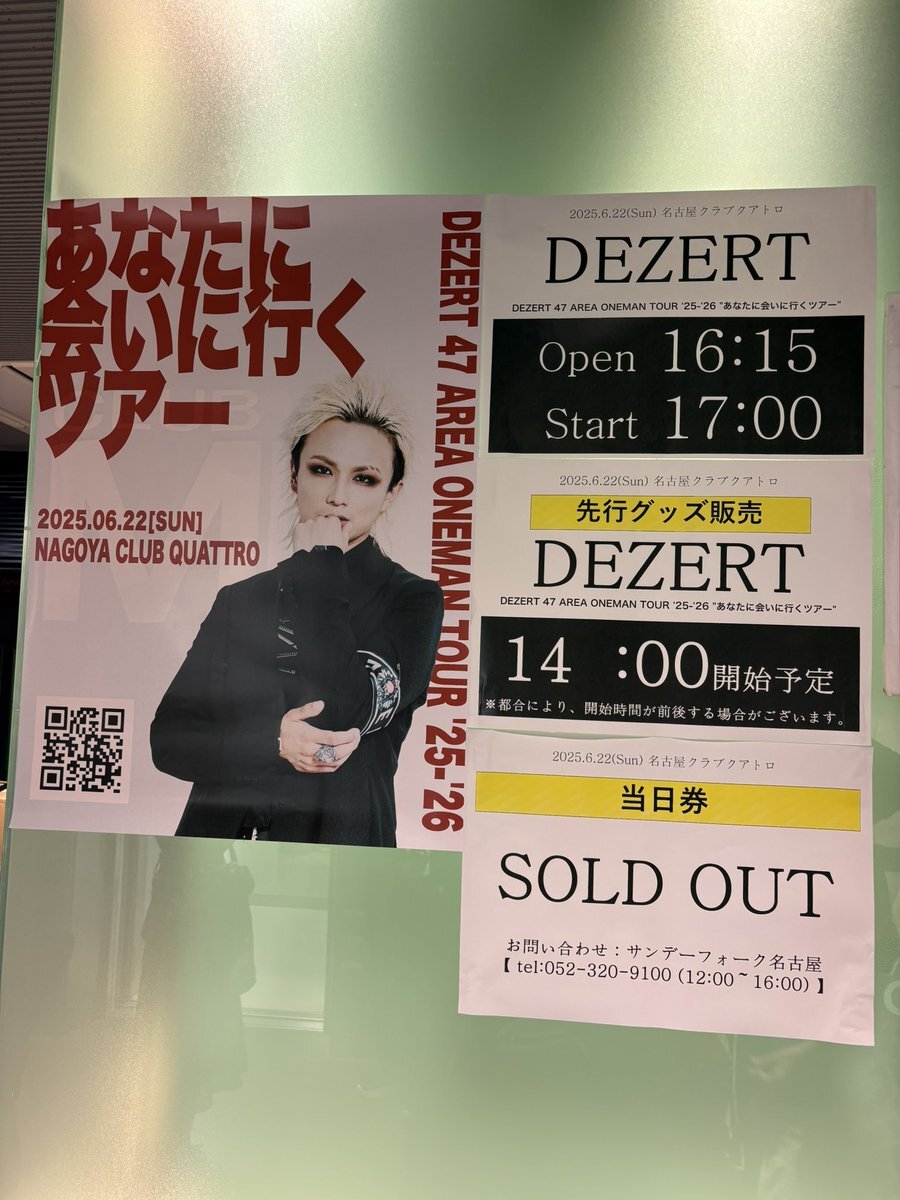 あなたに
会いに行く
ツアー
2025.06.22[SUN]
NAGOYA CLUB QUATTRO
DEZERT 47 AREA ONEMAN TOUR '25-'26
2025.6.22(Sun) 名古屋クラブクアトロ
DEZERT
DEZERT 47 AREA ONEMAN TOUR '25-'26 "あなたに会いに行くツアー"
Open 16:15
Start 17:00
2025.6.22(Sun) 名古屋クラブクアトロ
先行グッズ販売
DEZERT
DEZERT 47 AREA ONEMAN TOUR '25-'26 "あなたに会いに行くツアー"
14 :00開始予定
※都合により、開始時間が前後する場合がございます。
2025.6.22(Sun) 名古屋クラブクアトロ
当日券
SOLD OUT
お問い合わせ：サンデーフォーク名古屋
【 tel:052-320-9100 (12:00~16:00) 】